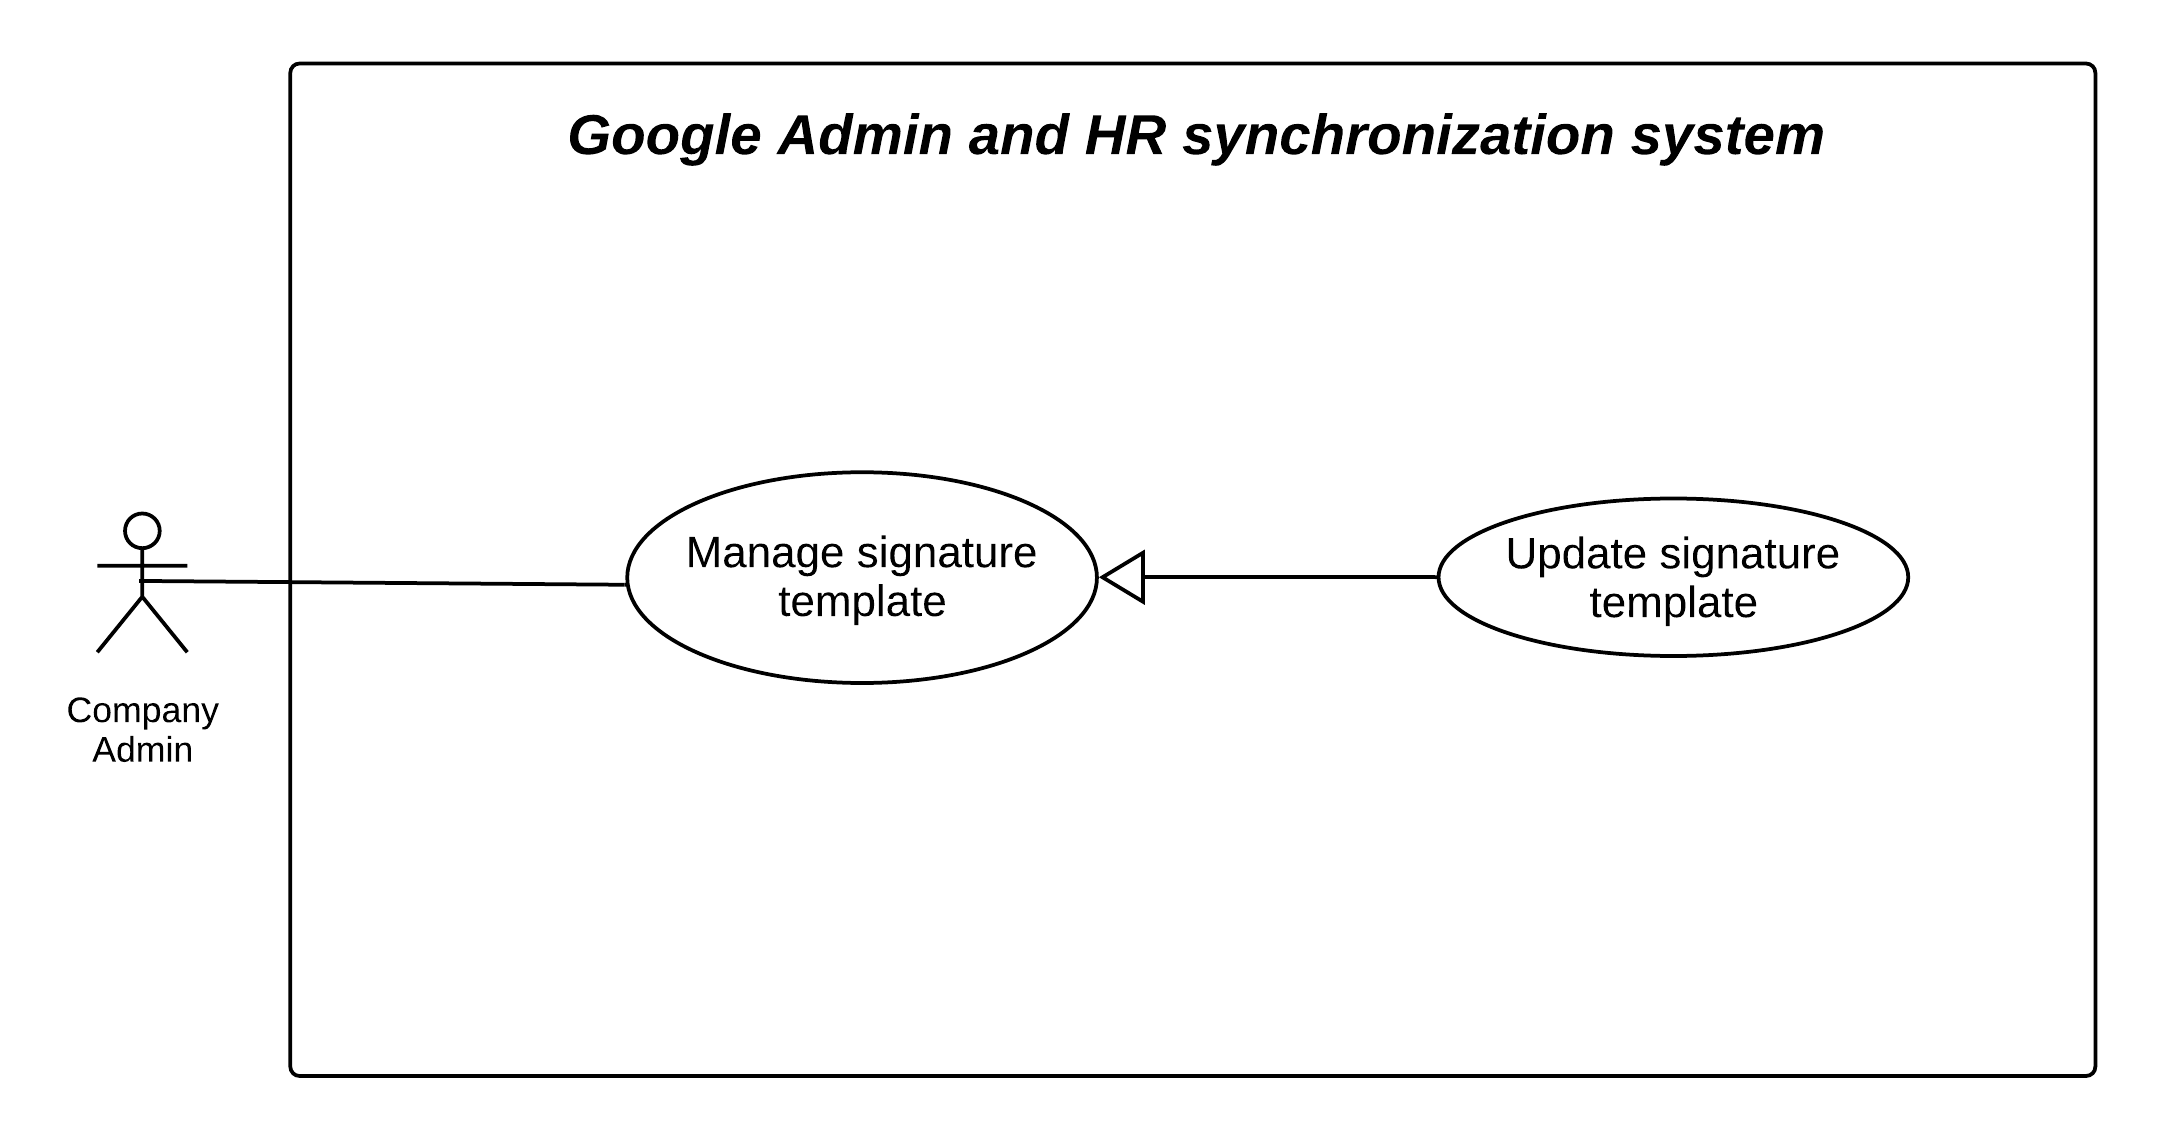 Google Admin and HR synchronization system
Manage signature
template
Update signature
template
Company
Admin